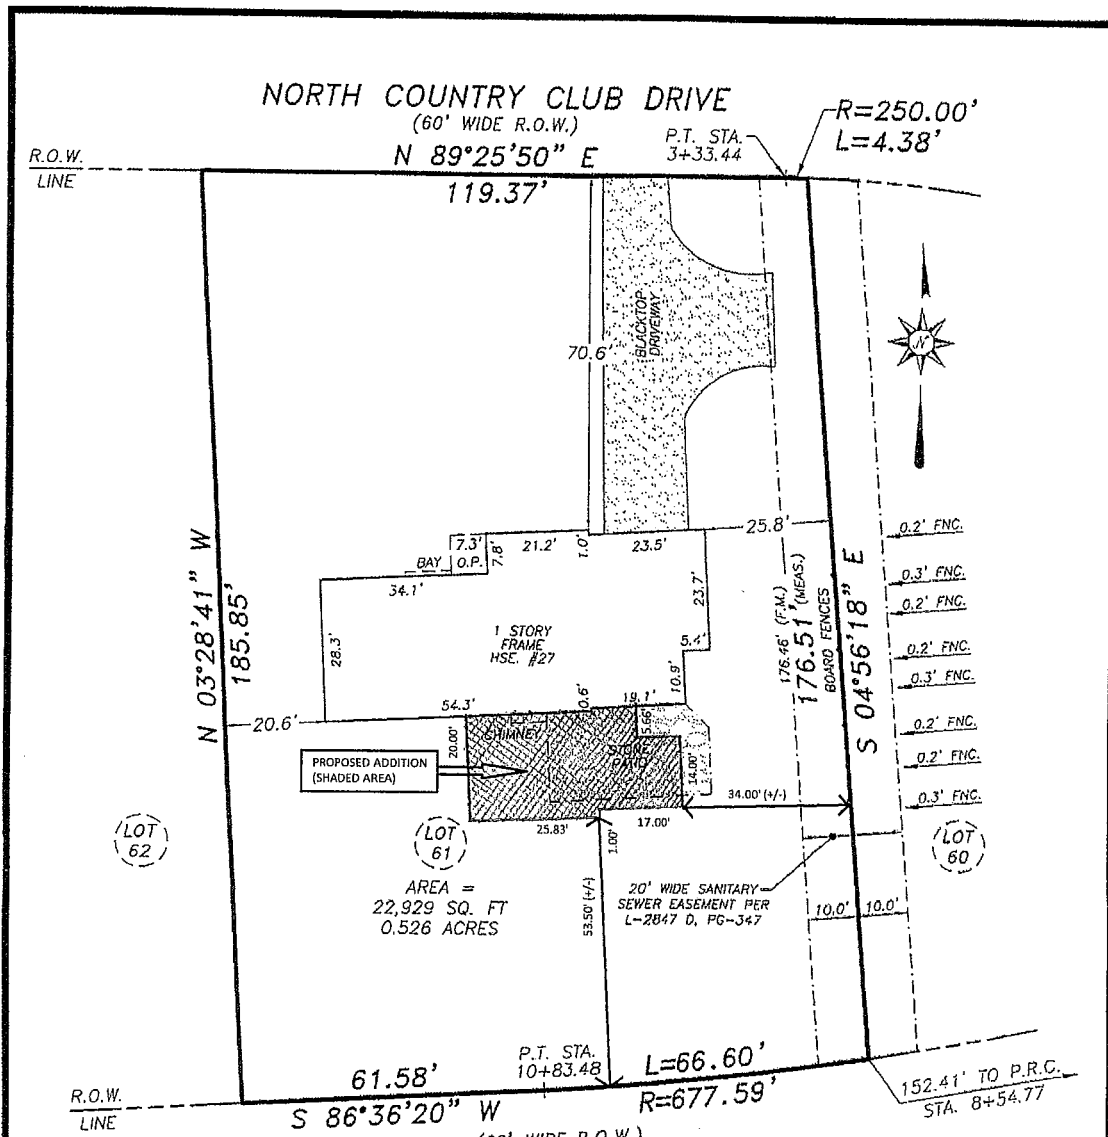 NORTH COUNTRY CLUB DRIVE
(60' WIDE R.O.W.)
N 89°25'50" E
119.37'
R.O.W.
LINE
P.T. STA.
3+33.44
R=250.00'
L=4.38'
BLACKTOP
DRIVEWAY
70.6'
N
25.8'
0.2' FNC.
0.3' FNC.
0.2' FNC.
0.2' FNC.
0.3' FNC.
0.2' FNC.
0.2' FNC.
0.3' FNC.
7.3'
O.P.
7.8'
BAY
21.2'
1.0'
23.5'
34.1'
28.3'
1 STORY
FRAME
HSE. #27
23.7'
5.4'
10.9'
176.46' (F.M.)
176.51' (MEAS.)
BOARD FENCES
S 04°56'18" E
N 03°28'41" W
185.85'
20.6'
54.3'
0.6'
19.1'
5.66'
CHIMNEY
STONE
PATIO
20.00'
14.00'
PROPOSED ADDITION
(SHADED AREA)
25.83'
17.00'
34.00' (+/-)
1.00'
53.50' (+/-)
LOT
62
LOT
61
LOT
60
AREA =
22,929 SQ. FT
0.526 ACRES
20' WIDE SANITARY
SEWER EASEMENT PER
L-2847 D, PG-347
10.0'
10.0'
P.T. STA.
10+83.48
61.58'
S 86°36'20" W
L=66.60'
R=677.59'
152.41' TO P.R.C.
STA. 8+54.77
R.O.W.
LINE
WIDE R.O.W.)